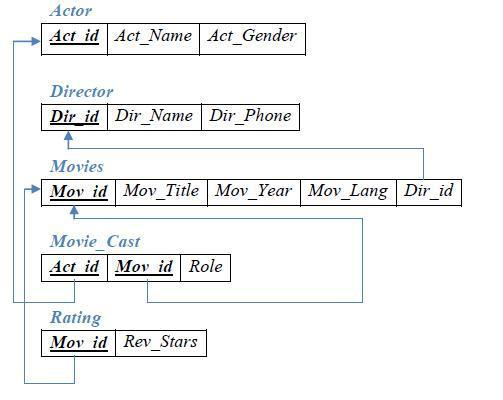 Actor
Act_id Act_Name Act_Gender
Director
Dir_id Dir_Name Dir_Phone
Movies
Mov_id Mov_Title Mov_Year Mov_Lang Dir_id
Movie_Cast
Act_id Mov_id Role
Rating
Mov_id Rev_Stars